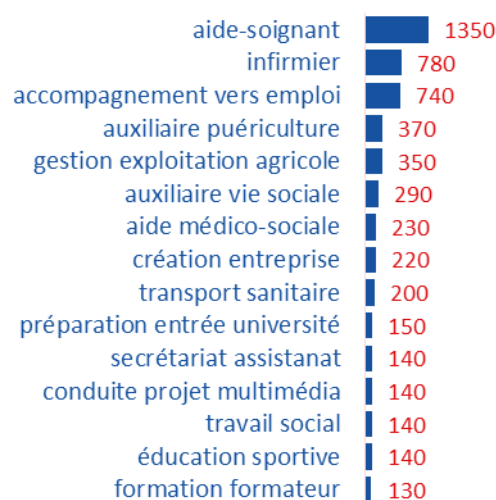 aide-soignant 1350
infirmier 780
accompagnement vers emploi 740
auxiliaire puériculture 370
gestion exploitation agricole 350
auxiliaire vie sociale 290
aide médico-sociale 230
création entreprise 220
transport sanitaire 200
préparation entrée université 150
secrétariat assistanat 140
conduite projet multimédia 140
travail social 140
éducation sportive 140
formation formateur 130